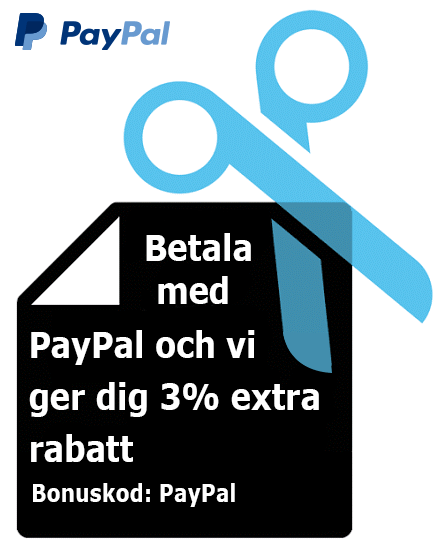 PayPal
Betala
med
PayPal och vi
ger dig 3% extra
rabatt
Bonuskod: PayPal